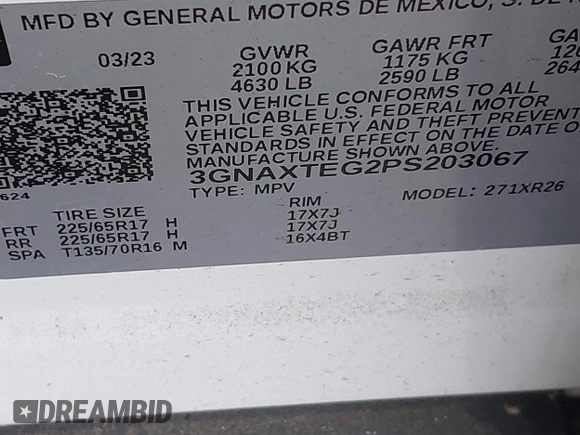 MFD BY GENERAL MOTORS DE MEXICO, S. DE
03/23 GVWR GAWR FRT
2100 KG 1175 KG
4630 LB 2590 LB
THIS VEHICLE CONFORMS TO ALL
APPLICABLE U.S. FEDERAL MOTOR
VEHICLE SAFETY AND THEFT PREVENT
STANDARDS IN EFFECT ON THE DATE O
MANUFACTURE SHOWN ABOVE.
3GNAXTEG2PS203067
TYPE: MPV MODEL: 271XR26
624
TIRE SIZE RIM
FRT 225/65R17 H 17X7J
RR 225/65R17 H 17X7J
SPA T135/70R16 M 16X4BT
DREAMBID